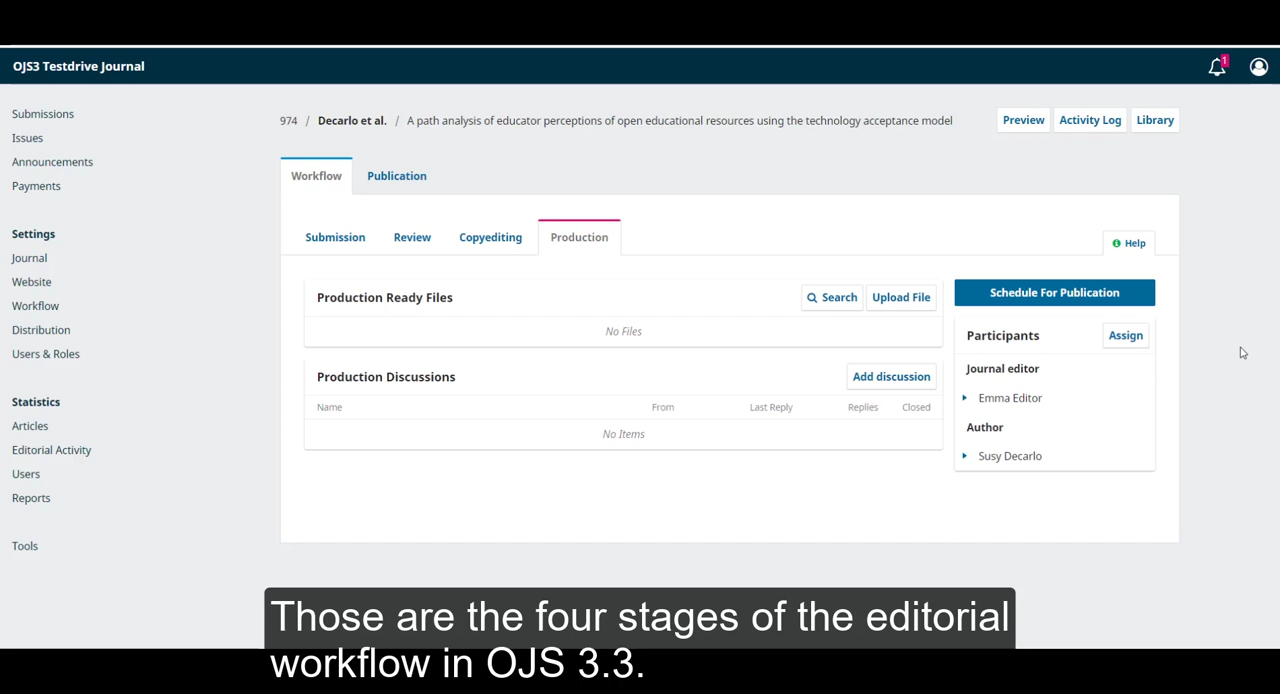 OJS3 Testdrive Journal
1
Submissions
Issues
Announcements
Payments
Settings
Journal
Website
Workflow
Distribution
Users & Roles
Statistics
Articles
Editorial Activity
Users
Reports
Tools
974 / Decarlo et al. / A path analysis of educator perceptions of open educational resources using the technology acceptance model
Preview Activity Log Library
Workflow Publication
Submission Review Copyediting Production
Help
Production Ready Files Search Upload File
No Files
Production Discussions Add discussion
Name From Last Reply Replies Closed
No Items
Schedule For Publication
Participants Assign
Journal editor
Emma Editor
Author
Susy Decarlo
Those are the four stages of the editorial
workflow in OJS 3.3.